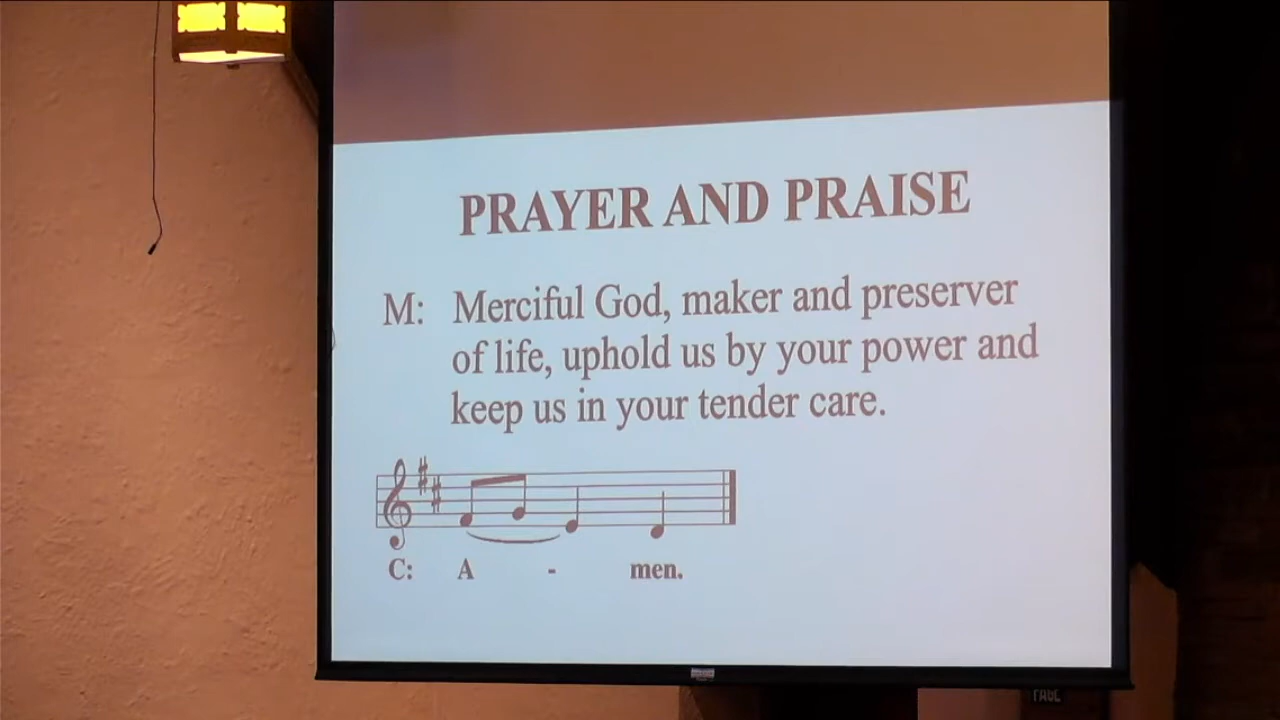 PRAYER AND PRAISE
M: Merciful God, maker and preserver
of life, uphold us by your power and
keep us in your tender care.
C: A - men.